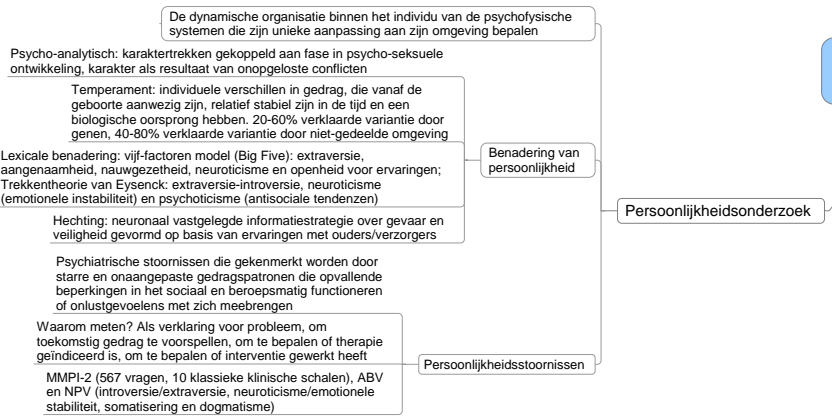 De dynamische organisatie binnen het individu van de psychofysische
systemen die zijn unieke aanpassing aan zijn omgeving bepalen
Psycho-analytisch: karaktertrekken gekoppeld aan fase in psycho-seksuele
ontwikkeling, karakter als resultaat van onopgeloste conflicten
Temperament: individuele verschillen in gedrag, die vanaf de
geboorte aanwezig zijn, relatief stabiel zijn in de tijd en een
biologische oorsprong hebben. 20-60% verklaarde variantie door
genen, 40-80% verklaarde variantie door niet-gedeelde omgeving
Lexicale benadering: vijf-factoren model (Big Five): extraversie,
aangenaamheid, nauwgezetheid, neuroticisme en openheid voor ervaringen;
Trekkentheorie van Eysenck: extraversie-introversie, neuroticisme
(emotionele instabiliteit) en psychoticisme (antisociale tendenzen)
Hechting: neuronaal vastgelegde informatiestrategie over gevaar en
veiligheid gevormd op basis van ervaringen met ouders/verzorgers
Benadering van
persoonlijkheid
Persoonlijkheidsonderzoek
Psychiatrische stoornissen die gekenmerkt worden door
starre en onaangepaste gedragspatronen die opvallende
beperkingen in het sociaal en beroepsmatig functioneren
of onlustgevoelens met zich meebrengen
Waarom meten? Als verklaring voor probleem, om
toekomstig gedrag te voorspellen, om te bepalen of therapie
geïndiceerd is, om te bepalen of interventie gewerkt heeft
MMPI-2 (567 vragen, 10 klassieke klinische schalen), ABV
en NPV (introversie/extraversie, neuroticisme/emotionele
stabiliteit, somatisering en dogmatisme)
Persoonlijkheidsstoornissen